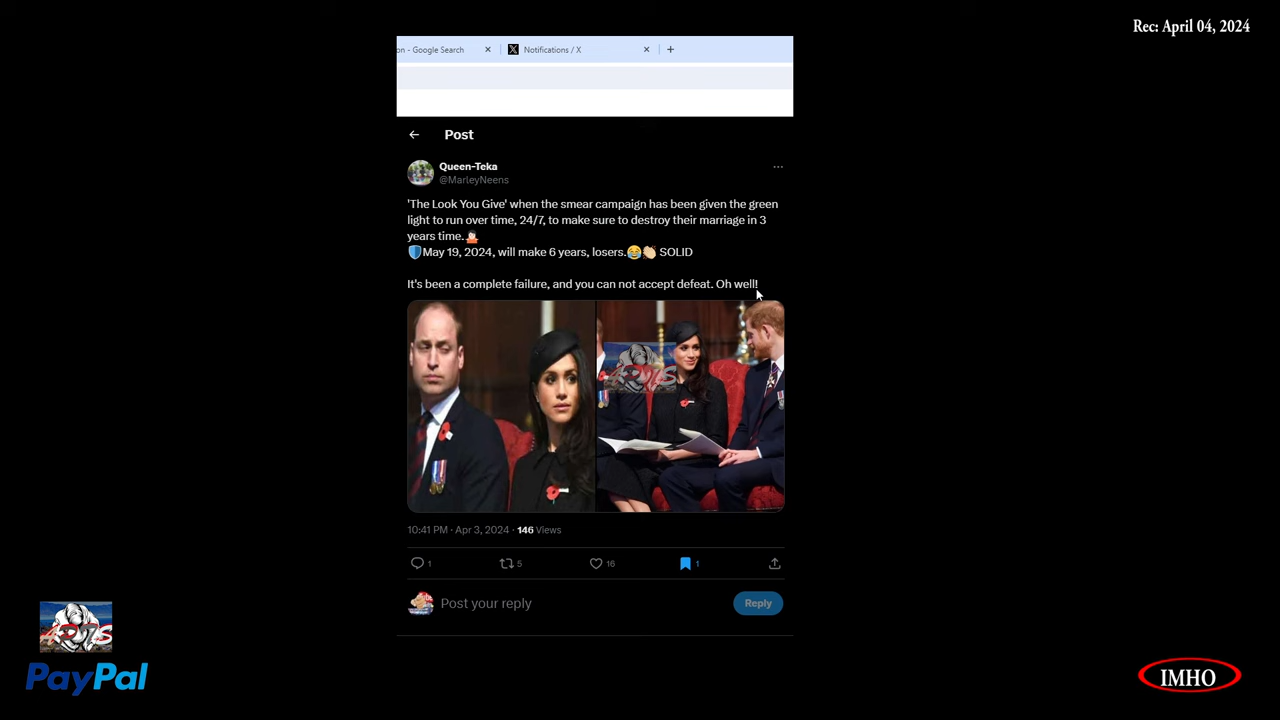 Rec: April 04, 2024
on - Google Search
Notifications / X
Post
Queen-Teka
@MarleyNeens
'The Look You Give' when the smear campaign has been given the green
light to run over time, 24/7, to make sure to destroy their marriage in 3
years time.🤷🏻
🛡️May 19, 2024, will make 6 years, losers.😂👏🏻 SOLID
It's been a complete failure, and you can not accept defeat. Oh well!
10:41 PM · Apr 3, 2024 · 146 Views
1
5
16
1
Post your reply
Reply
PayPal
IMHO